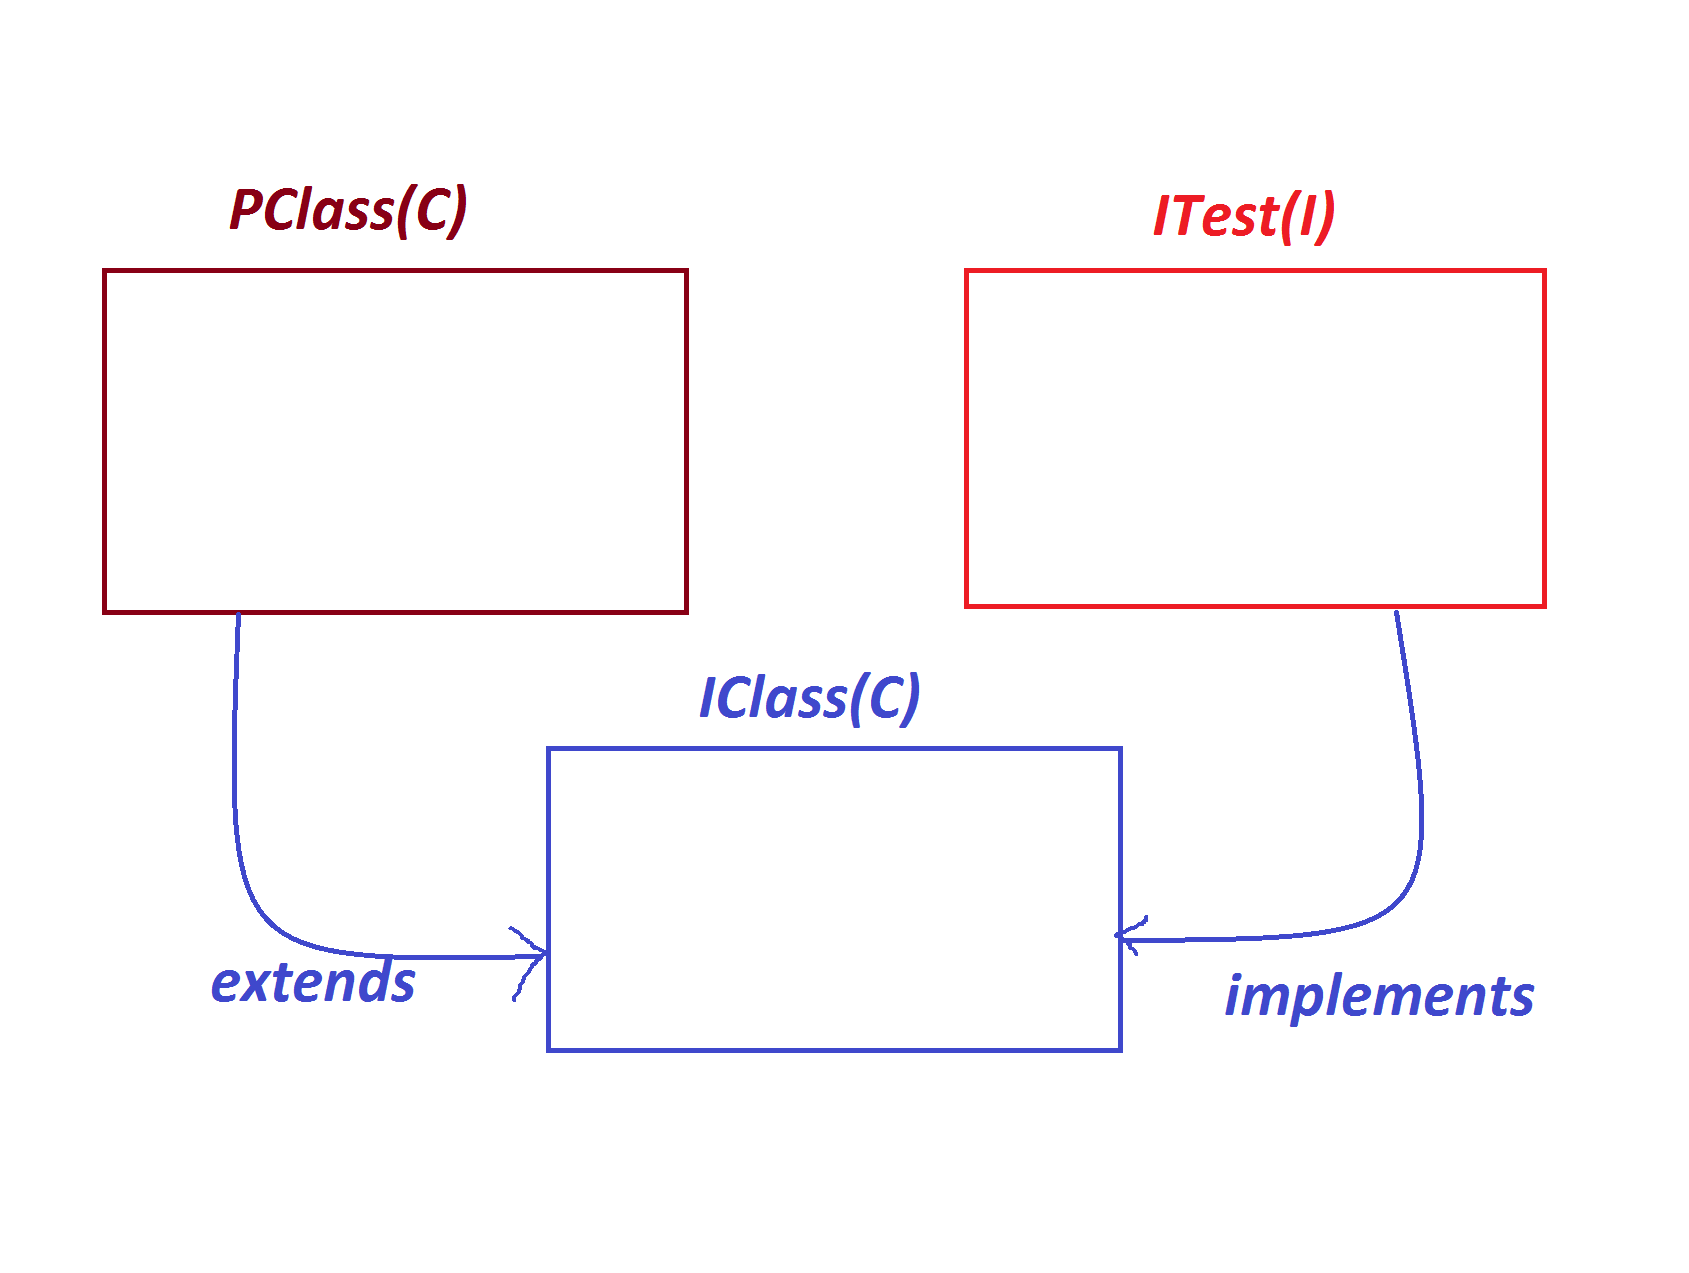 PClass(C)
ITest(I)
IClass(C)
extends
implements